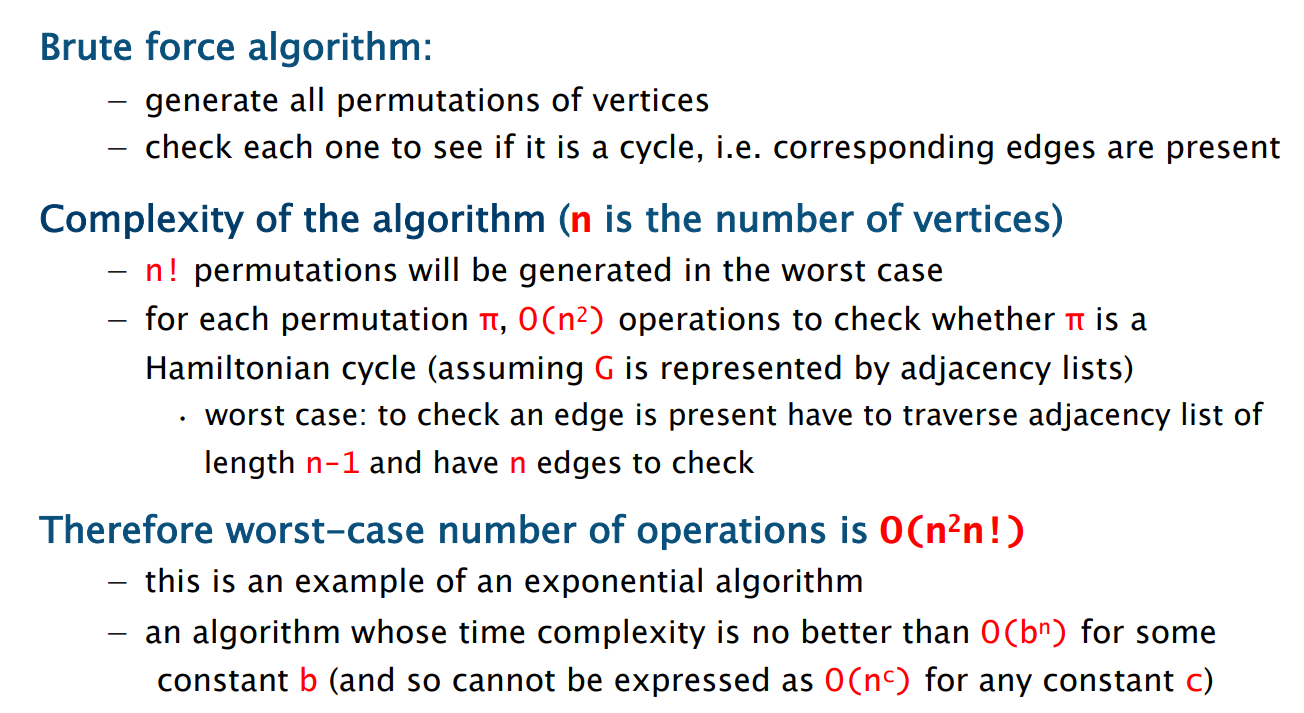 Brute force algorithm:
– generate all permutations of vertices
– check each one to see if it is a cycle, i.e. corresponding edges are present
Complexity of the algorithm (n is the number of vertices)
– n! permutations will be generated in the worst case
– for each permutation π, O(n²) operations to check whether π is a
Hamiltonian cycle (assuming G is represented by adjacency lists)
· worst case: to check an edge is present have to traverse adjacency list of
length n-1 and have n edges to check
Therefore worst-case number of operations is O(n²n!)
– this is an example of an exponential algorithm
– an algorithm whose time complexity is no better than O(bⁿ) for some
constant b (and so cannot be expressed as O(nᶜ) for any constant c)